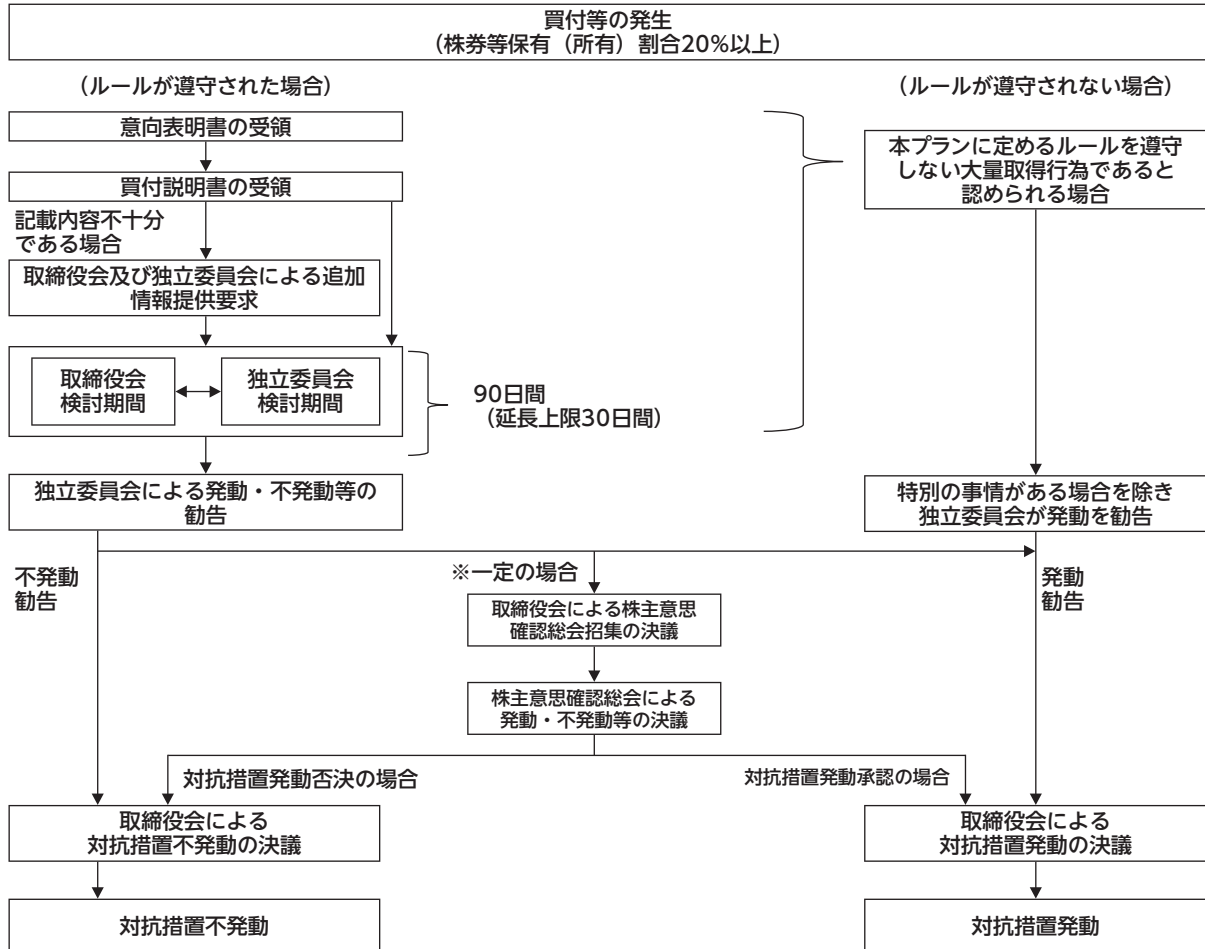 買付等の発生
(株券等保有（所有）割合20%以上)
（ルールが遵守された場合）
意向表明書の受領
買付説明書の受領
記載内容不十分
である場合
取締役会及び独立委員会による追加
情報提供要求
取締役会
検討期間
独立委員会
検討期間
90日間
（延長上限30日間）
独立委員会による発動・不発動等の
勧告
（ルールが遵守されない場合）
本プランに定めるルールを遵守
しない大量取得行為であると
認められる場合
特別の事情がある場合を除き
独立委員会が発動を勧告
不発動
勧告
※一定の場合
発動
勧告
取締役会による株主意思
確認総会招集の決議
株主意思確認総会による
発動・不発動等の決議
対抗措置発動否決の場合
対抗措置発動承認の場合
取締役会による
対抗措置不発動の決議
取締役会による
対抗措置発動の決議
対抗措置不発動
対抗措置発動